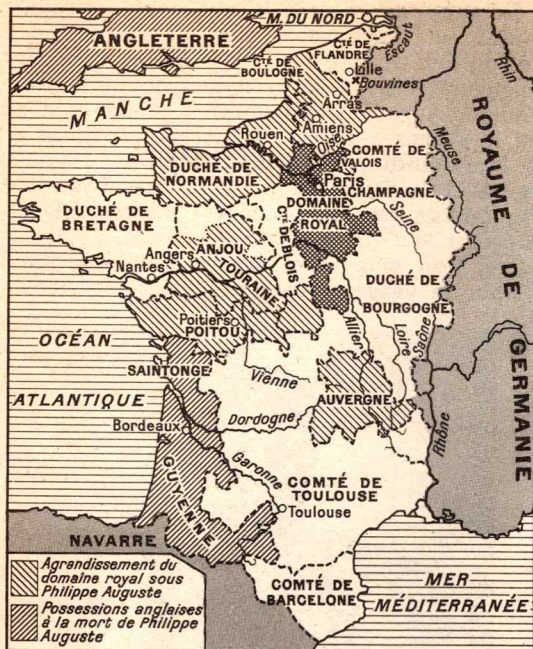 M. DU NORD
ANGLETERRE
Cté DE
FLANDRE
Escaut
Cté DE
BOULOGNE
Lille
Bouvines
Rhin
MANCHE
Arras
Amiens
Rouen
Oise
COMTÉ DE
VALOIS
Meuse
ROYAUME DE GERMANIE
DUCHÉ DE
NORMANDIE
Paris
CHAMPAGNE
DOMAINE
ROYAL
Seine
DUCHÉ DE
BRETAGNE
Cté DE BLOIS
Angers
ANJOU
Nantes
TOURAINE
DUCHÉ DE
BOURGOGNE
Poitiers
POITOU
Allier
Loire
Saône
OCÉAN
ATLANTIQUE
SAINTONGE
Vienne
AUVERGNE
Bordeaux
Dordogne
Rhône
Garonne
GUYENNE
COMTÉ DE
TOULOUSE
Toulouse
NAVARRE
COMTÉ DE
BARCELONE
MER
MÉDITERRANÉE
Agrandissement du
domaine royal sous
Philippe Auguste
Possessions anglaises
à la mort de Philippe
Auguste